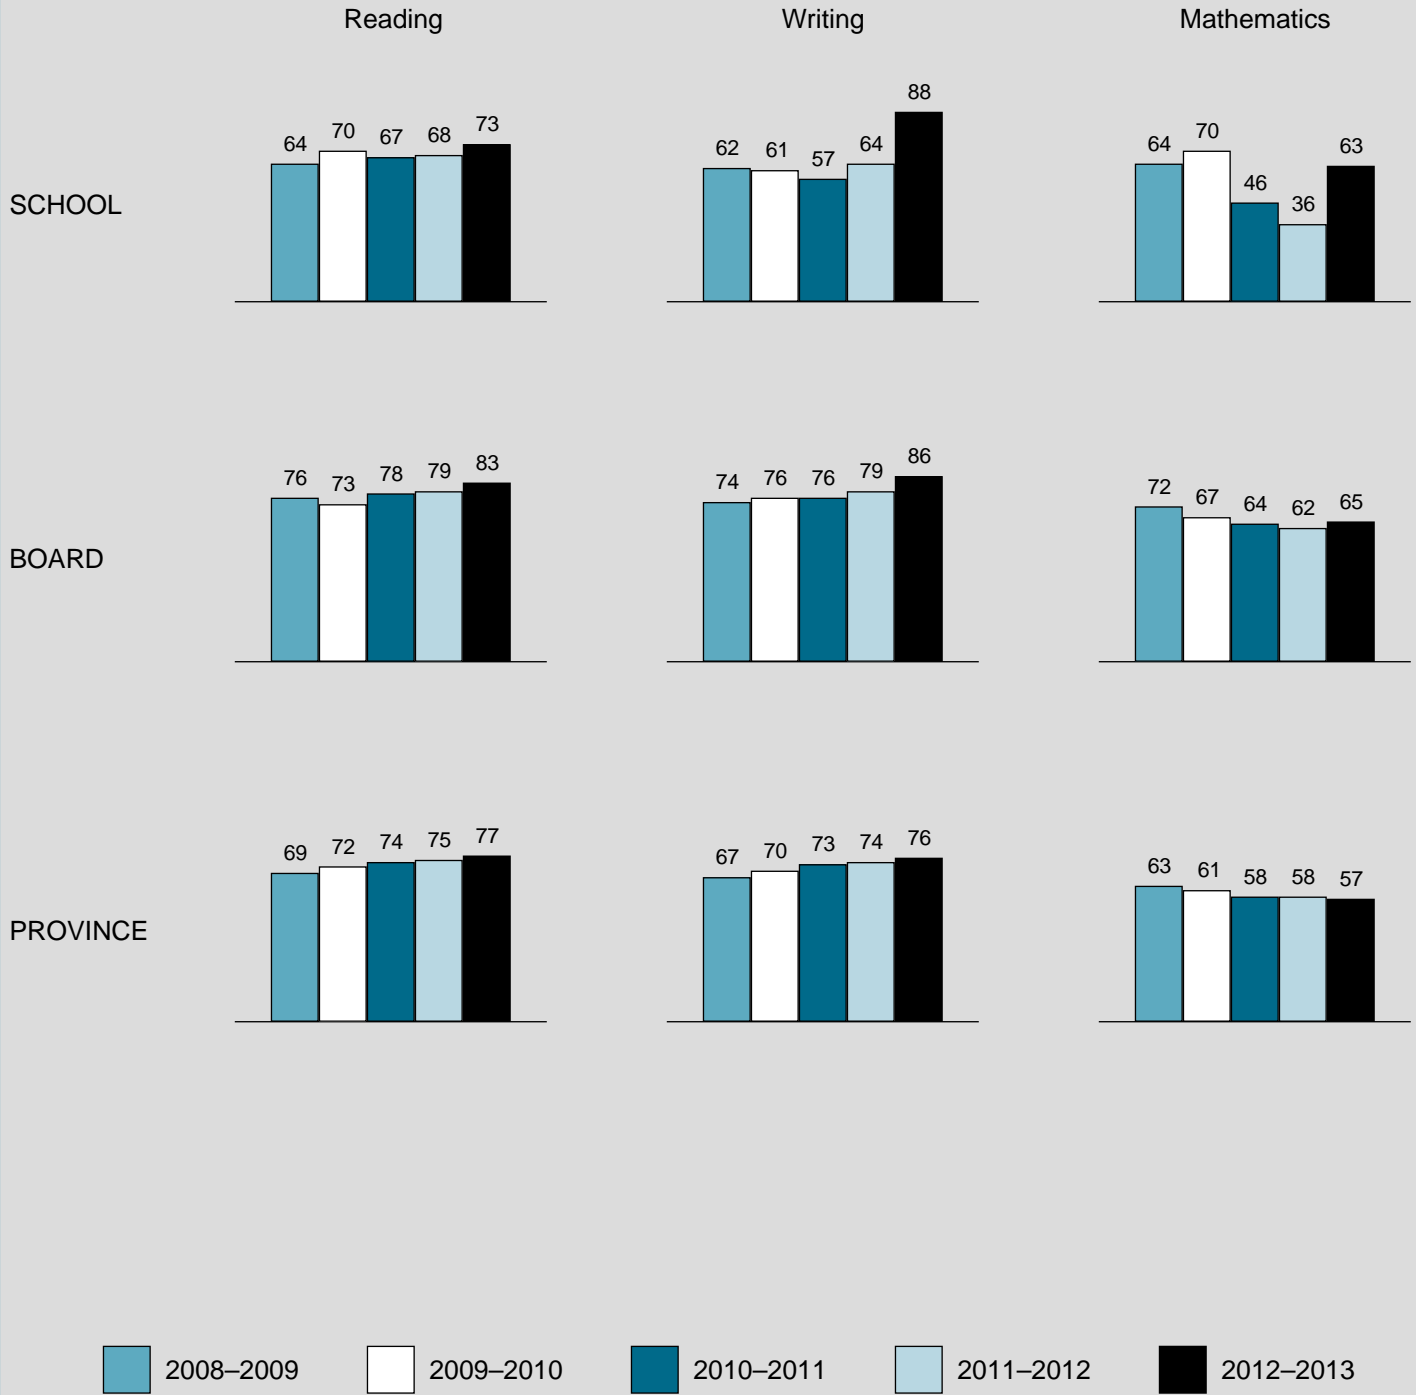 Reading Writing Mathematics
SCHOOL
64 70 67 68 73
62 61 57 64 88
64 70 46 36 63
BOARD
76 73 78 79 83
74 76 76 79 86
72 67 64 62 65
PROVINCE
69 72 74 75 77
67 70 73 74 76
63 61 58 58 57
2008–2009 2009–2010 2010–2011 2011–2012 2012–2013